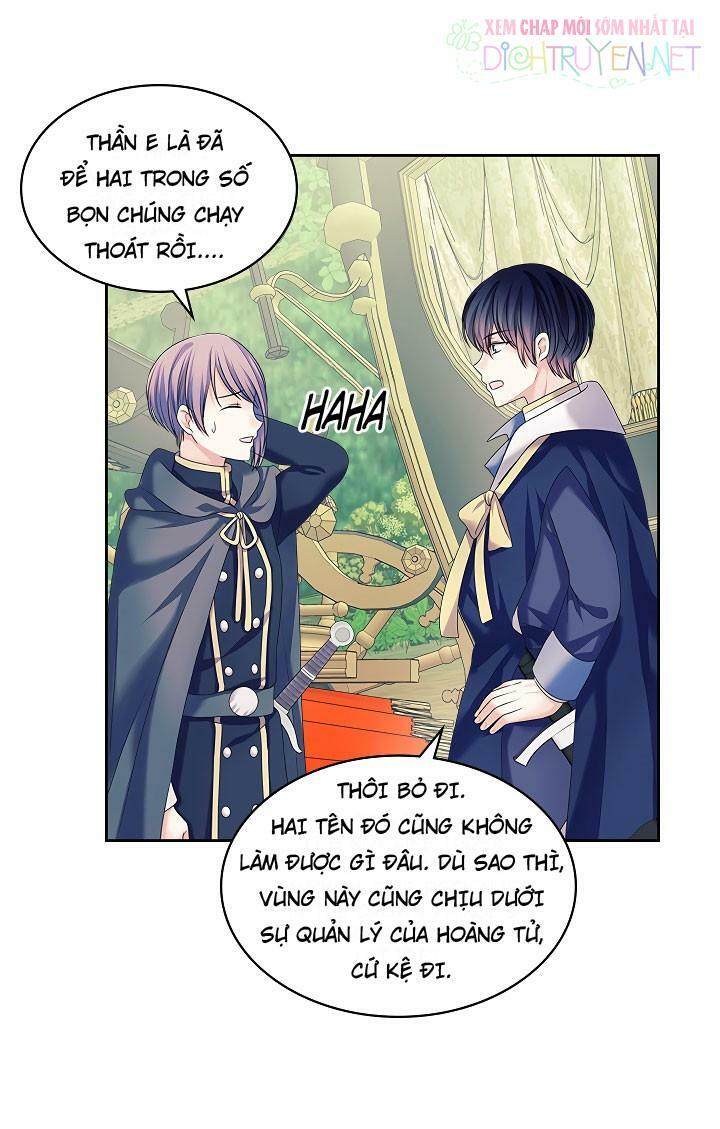 XEM CHAP MỚI SỚM NHẤT TẠI
DICHTRUYEN.NET
THẦN E LÀ ĐÃ
ĐỂ HAI TRONG SỐ
BỌN CHÚNG CHẠY
THOÁT RỒI....
HAHA
THÔI BỎ ĐI.
HAI TÊN ĐÓ CŨNG KHÔNG
LÀM ĐƯỢC GÌ ĐÂU. DÙ SAO THÌ,
VÙNG NÀY CŨNG CHỊU DƯỚI
SỰ QUẢN LÝ CỦA HOÀNG TỬ,
CỨ KỆ ĐI.